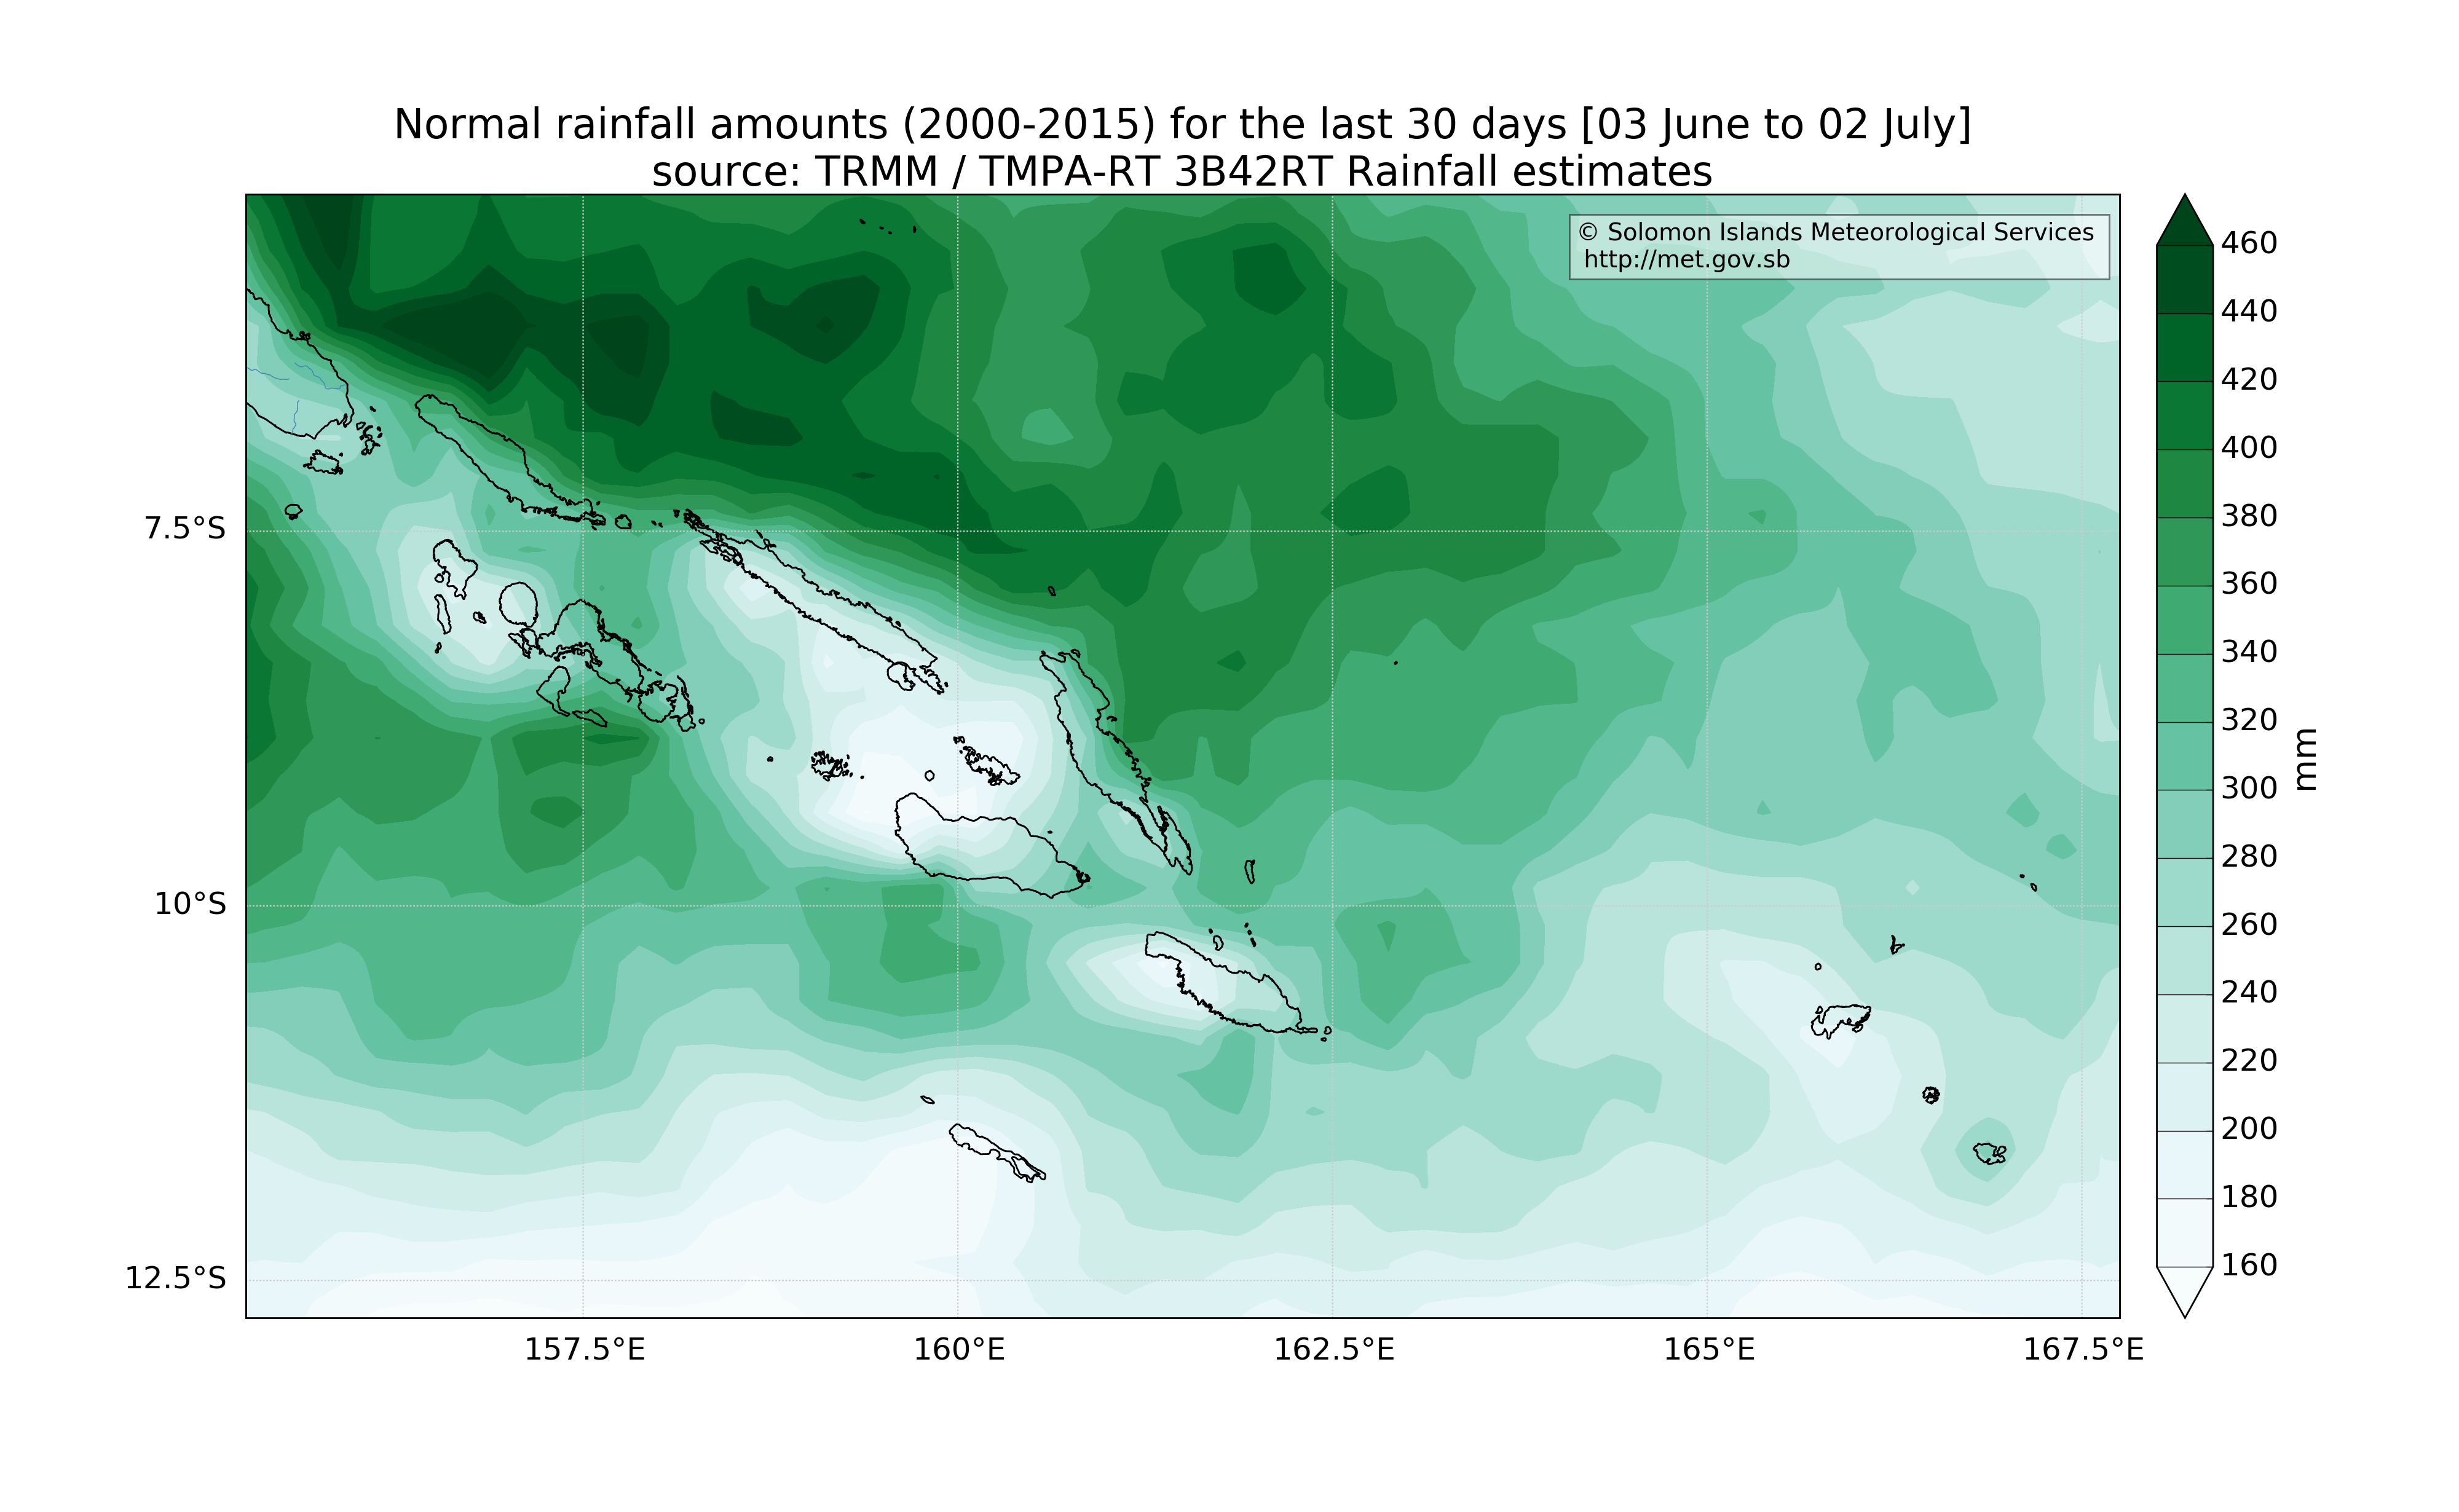 Normal rainfall amounts (2000-2015) for the last 30 days [03 June to 02 July]
source: TRMM / TMPA-RT 3B42RT Rainfall estimates
© Solomon Islands Meteorological Services
http://met.gov.sb
7.5°S
10°S
12.5°S
157.5°E
160°E
162.5°E
165°E
167.5°E
460
440
420
400
380
360
340
320
300
280
260
240
220
200
180
160
mm